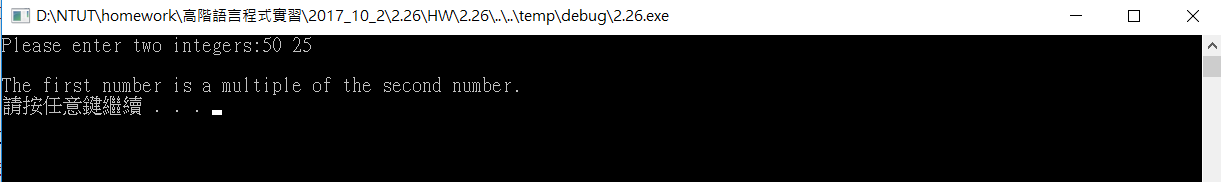 D:\NTUT\homework\高階語言程式實習\2017_10_2\2.26\HW\2.26\..\..\temp\debug\2.26.exe
Please enter two integers:50 25
The first number is a multiple of the second number.
請按任意鍵繼續 . . .